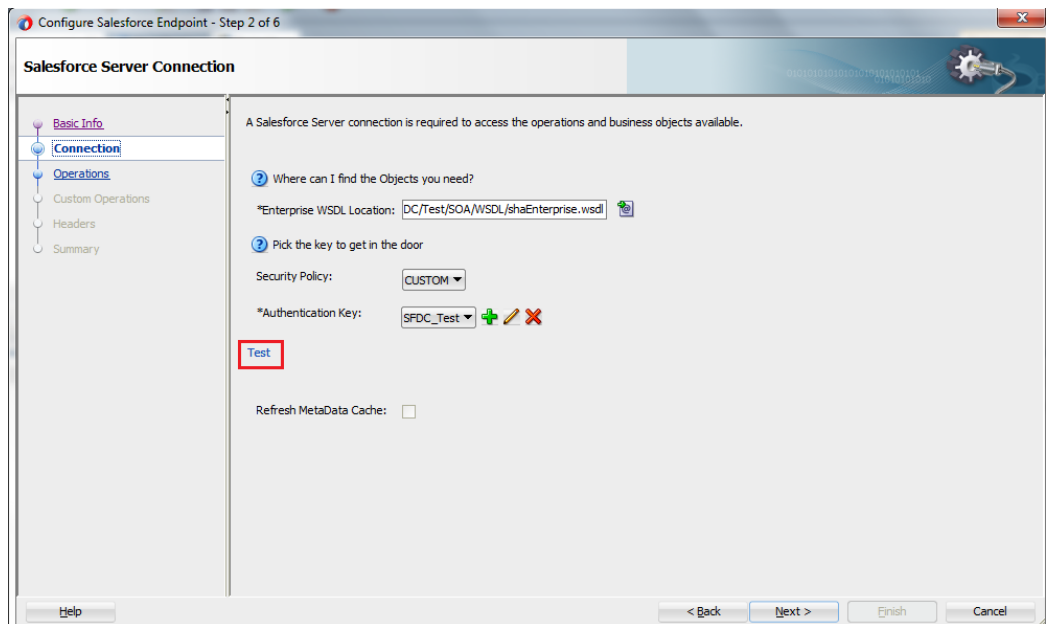 Configure Salesforce Endpoint - Step 2 of 6
Salesforce Server Connection
Basic Info
Connection
Operations
Custom Operations
Headers
Summary
A Salesforce Server connection is required to access the operations and business objects available.
Where can I find the Objects you need?
*Enterprise WSDL Location: DC/Test/SOA/WSDL/shaEnterprise.wsdl
Pick the key to get in the door
Security Policy: CUSTOM
*Authentication Key: SFDC_Test
Test
Refresh MetaData Cache:
Help < Back Next > Finish Cancel